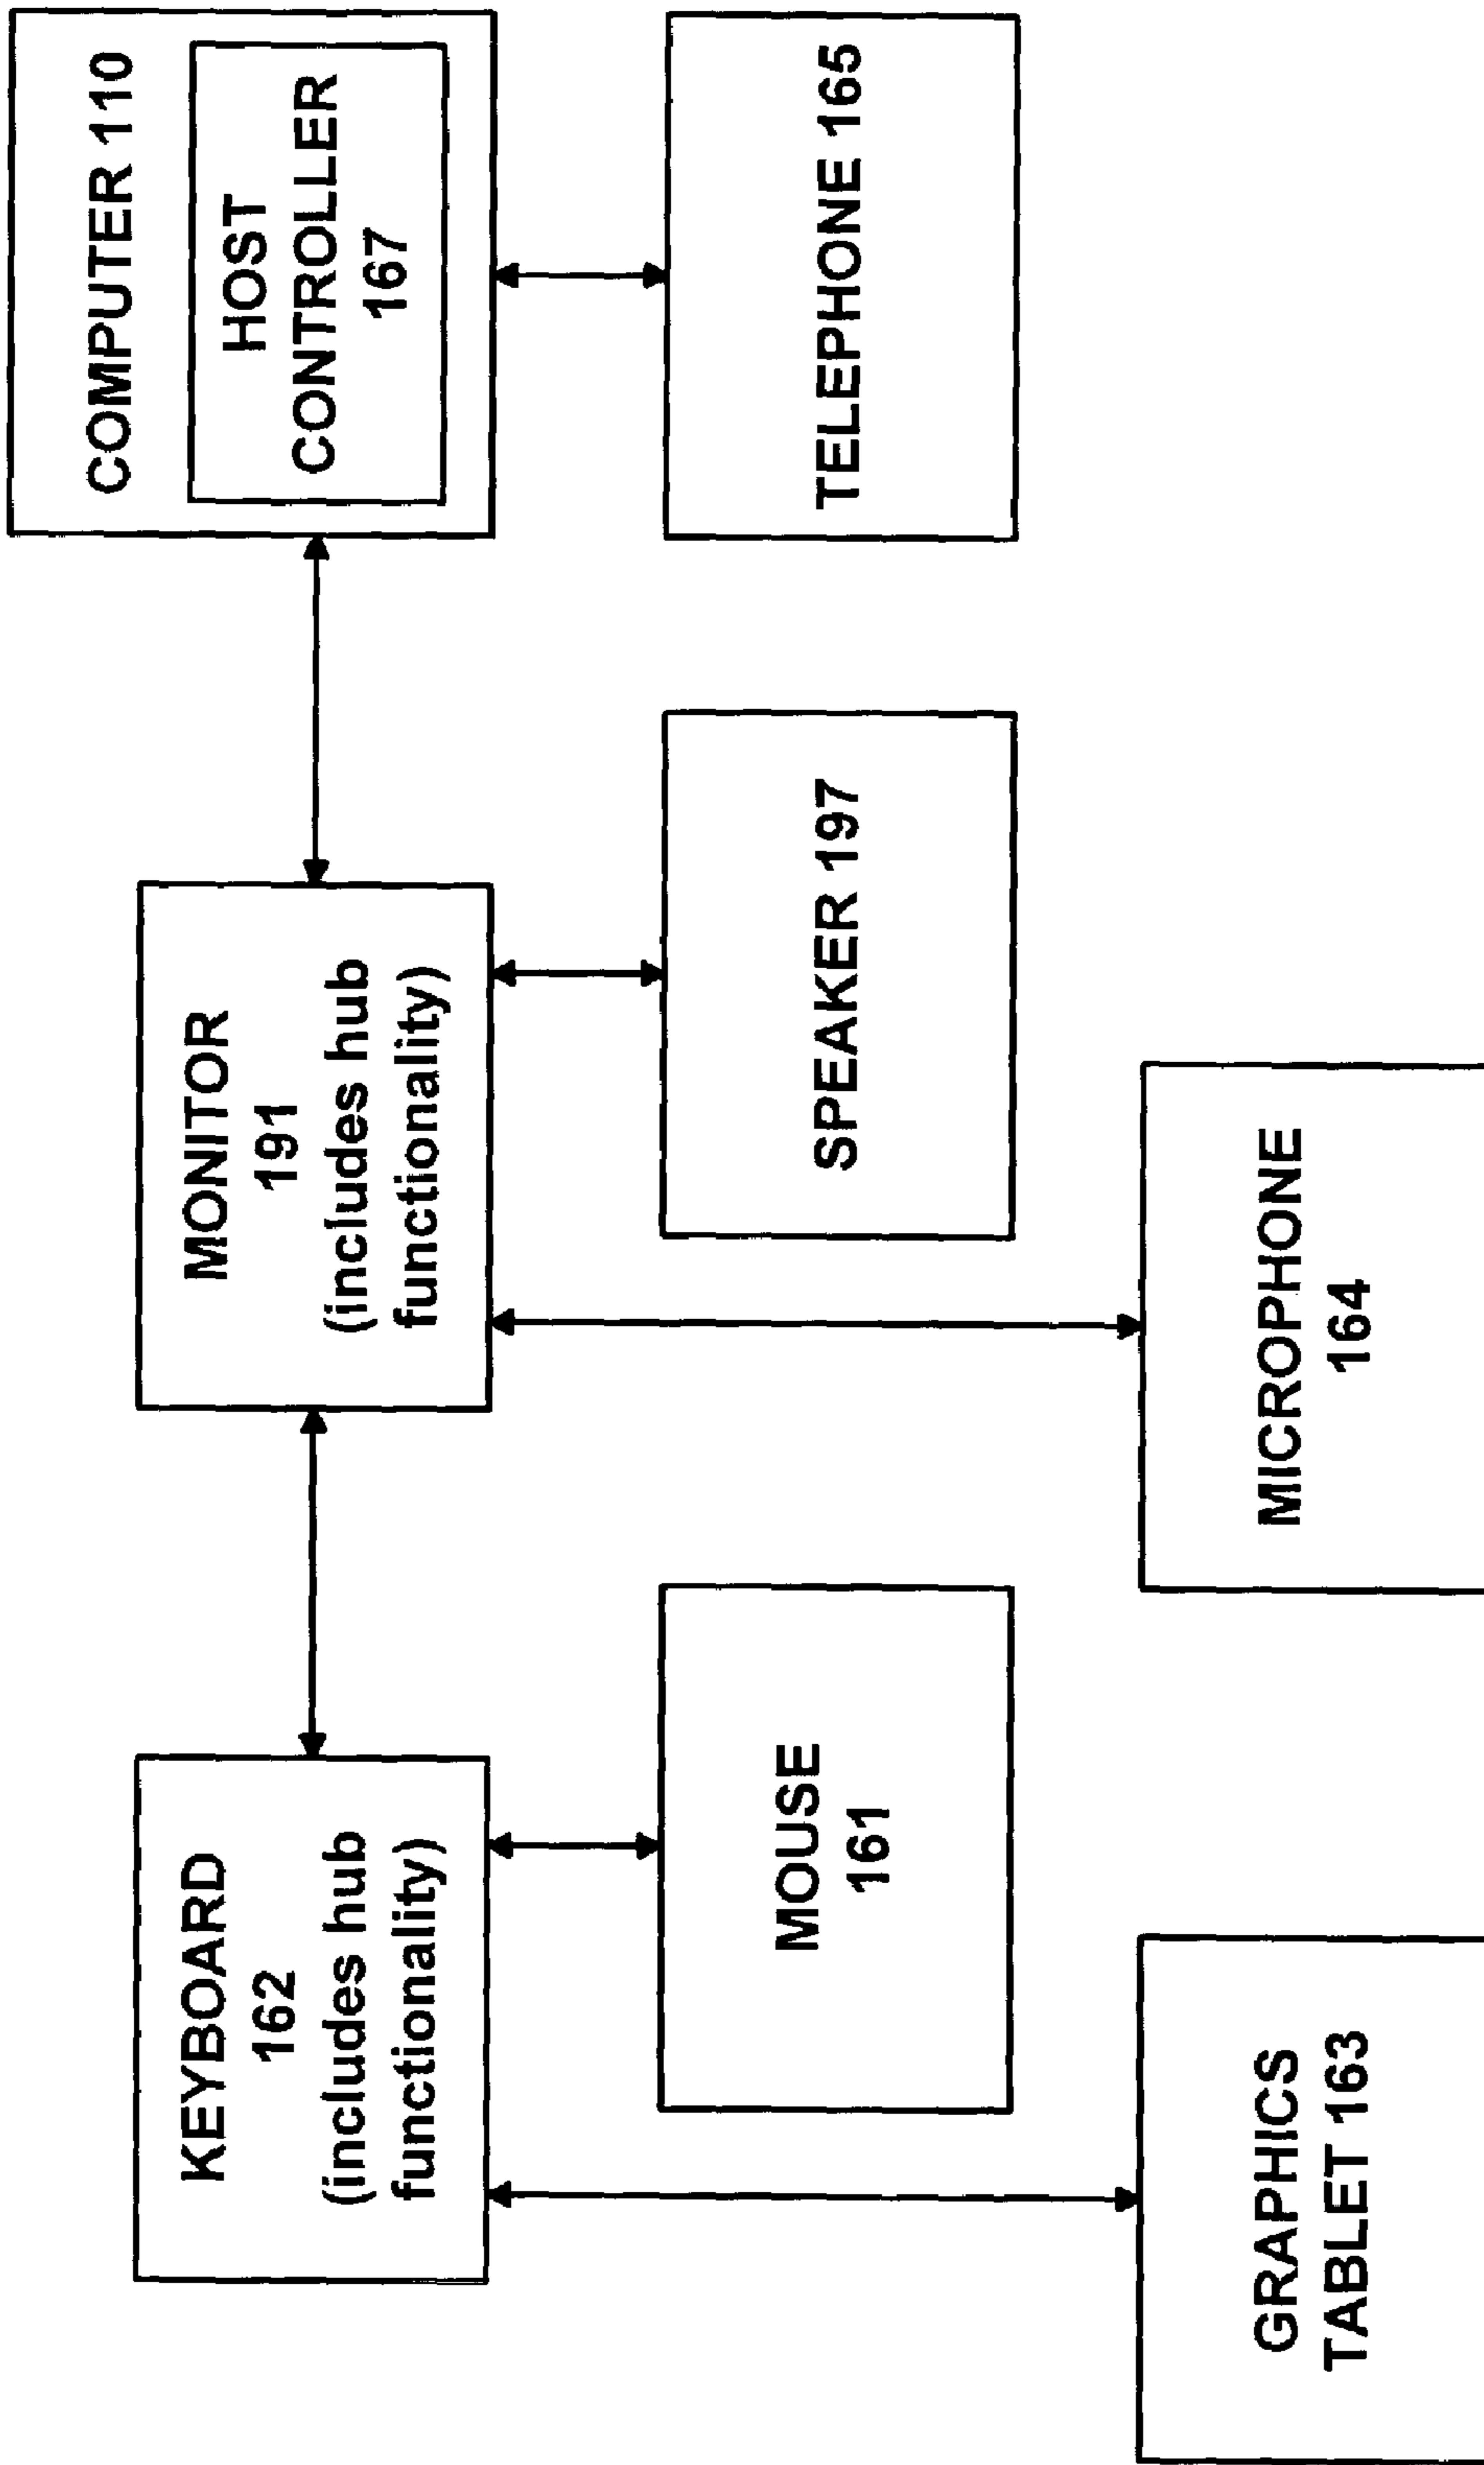 KEYBOARD
162
(includes hub
functionality)
MONITOR
191
(includes hub
functionality)
COMPUTER 110
HOST
CONTROLLER
167
MOUSE
161
SPEAKER 197
TELEPHONE 165
GRAPHICS
TABLET 163
MICROPHONE
164